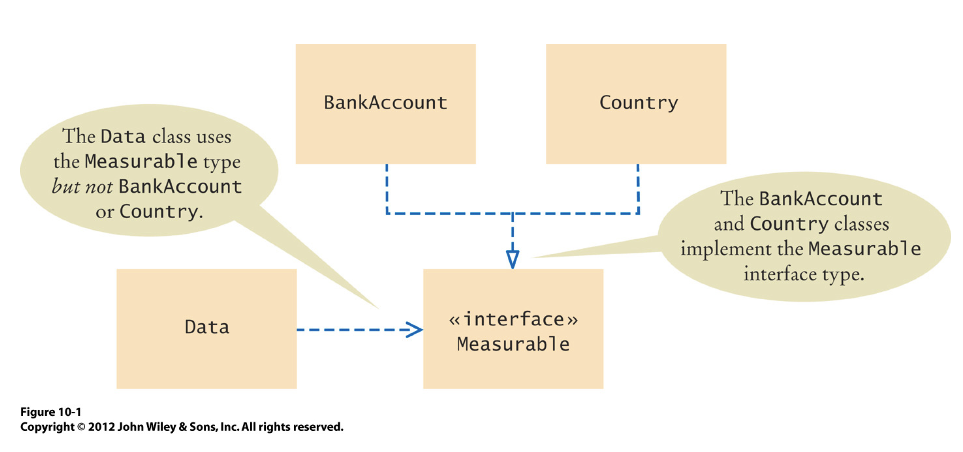 BankAccount
Country
The Data class uses
the Measurable type
but not BankAccount
or Country.
The BankAccount
and Country classes
implement the Measurable
interface type.
Data
«interface»
Measurable
Figure 10-1
Copyright © 2012 John Wiley & Sons, Inc. All rights reserved.